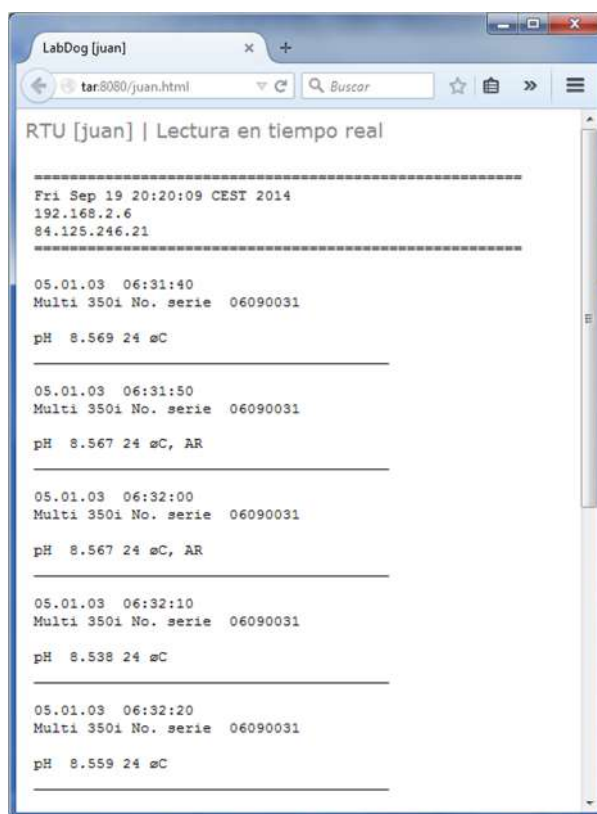 LabDog [juan]
tar:8080/juan.html
Buscar
RTU [juan] | Lectura en tiempo real
=======================================================
Fri Sep 19 20:20:09 CEST 2014
192.168.2.6
84.125.246.21
=======================================================
05.01.03  06:31:40
Multi 350i No. serie  06090031
pH  8.569 24 øC
________________________________________
05.01.03  06:31:50
Multi 350i No. serie  06090031
pH  8.567 24 øC, AR
________________________________________
05.01.03  06:32:00
Multi 350i No. serie  06090031
pH  8.567 24 øC, AR
________________________________________
05.01.03  06:32:10
Multi 350i No. serie  06090031
pH  8.538 24 øC
________________________________________
05.01.03  06:32:20
Multi 350i No. serie  06090031
pH  8.559 24 øC
________________________________________